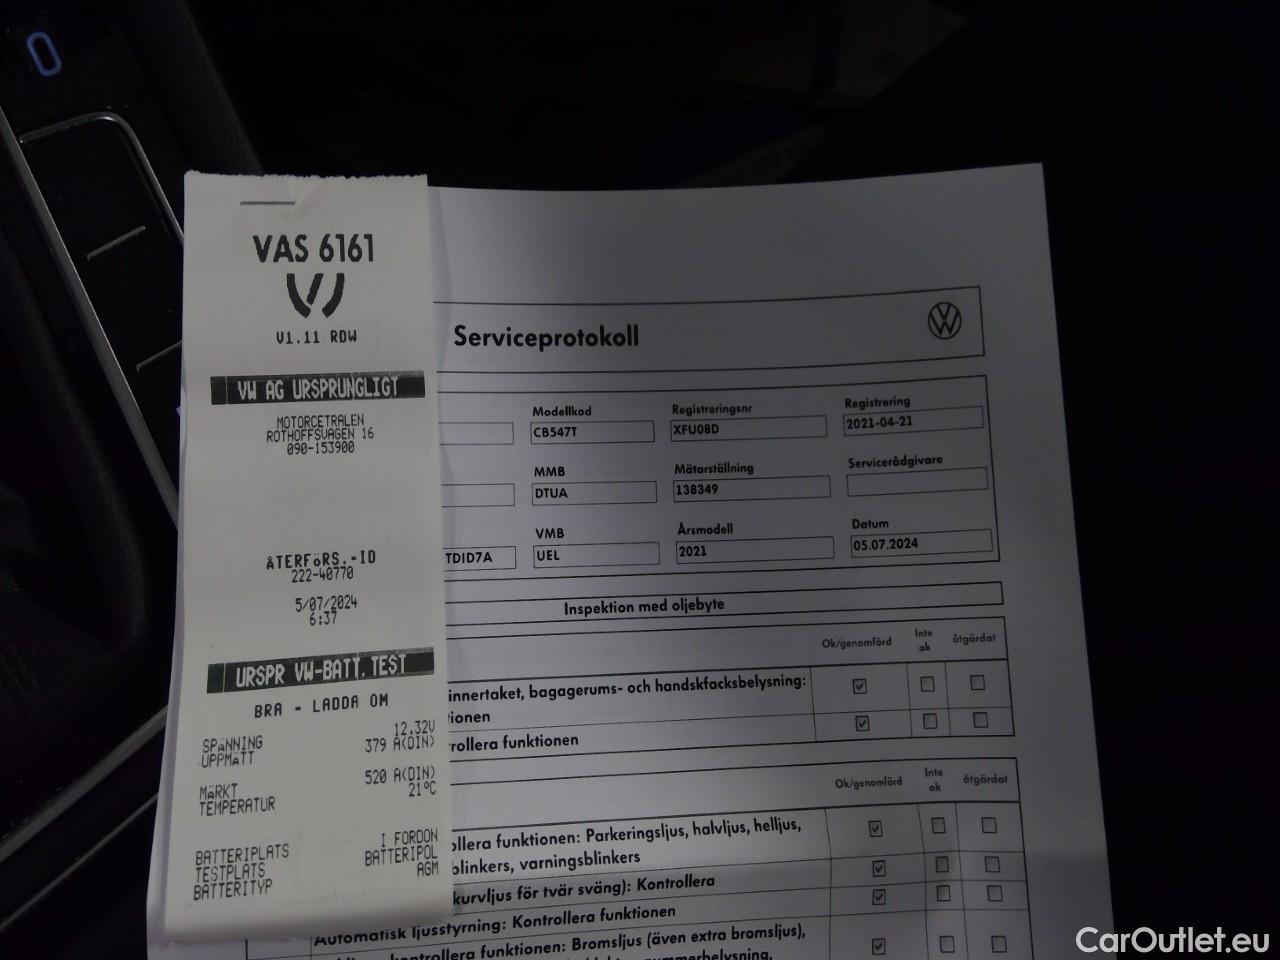 VAS 6161
V1.11 RDW
VW AG URSPRUNGLIGT
MOTORCETRALEN
ROTHOFFSVAGEN 16
090-153900
ÅTERFÖRS.-ID
222-40770
5/07/2024
6:37
URSPR VW-BATT.TEST
BRA - LADDA OM
SPÄNNING 12.32V
UPPMÄTT 379 A(DIN)
MÄRKT 520 A(DIN)
TEMPERATUR 21°C
BATTERIPLATS I FORDON
TESTPLATS BATTERIPOL
BATTERITYP AGM
Serviceprotokoll
Modellkod Registreringsnr Registrering
CB547T XFU08D 2021-04-21
MMB Mätarställning Servicerådgivare
DTUA 138349
VMB Årsmodell Datum
TDID7A UEL 2021 05.07.2024
Inspektion med oljebyte
Ok/genomförd Inte ok åtgärdat
innertaket, bagagerums- och handskfacksbelysning:
tionen
rollera funktionen
Ok/genomförd Inte ok åtgärdat
ollera funktionen: Parkeringsljus, halvljus, helljus,
blinkers, varningsblinkers
kurvljus för tvär sväng): Kontrollera
Automatisk ljusstyrning: Kontrollera funktionen
kontrollera funktionen: Bromsljus (även extra bromsljus),
nummerbelysning,
0
CarOutlet.eu